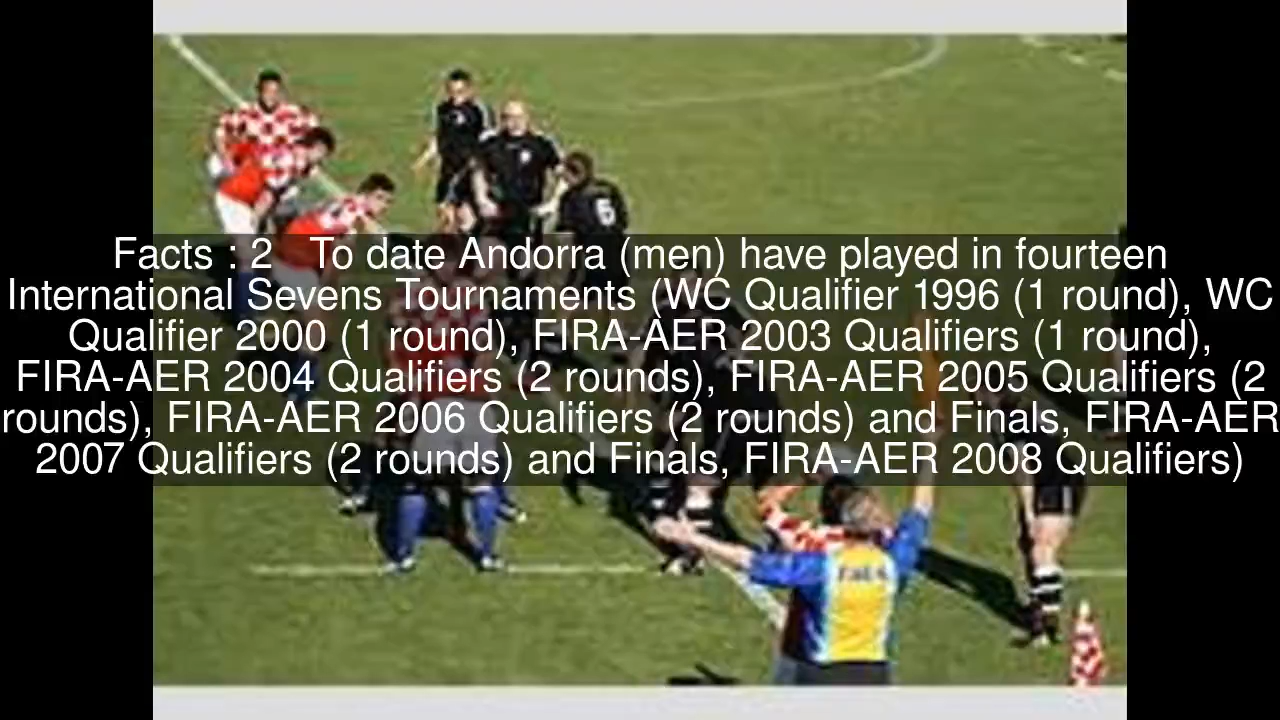 Facts : 2 To date Andorra (men) have played in fourteen
International Sevens Tournaments (WC Qualifier 1996 (1 round), WC
Qualifier 2000 (1 round), FIRA-AER 2003 Qualifiers (1 round),
FIRA-AER 2004 Qualifiers (2 rounds), FIRA-AER 2005 Qualifiers (2
rounds), FIRA-AER 2006 Qualifiers (2 rounds) and Finals, FIRA-AER
2007 Qualifiers (2 rounds) and Finals, FIRA-AER 2008 Qualifiers)
6